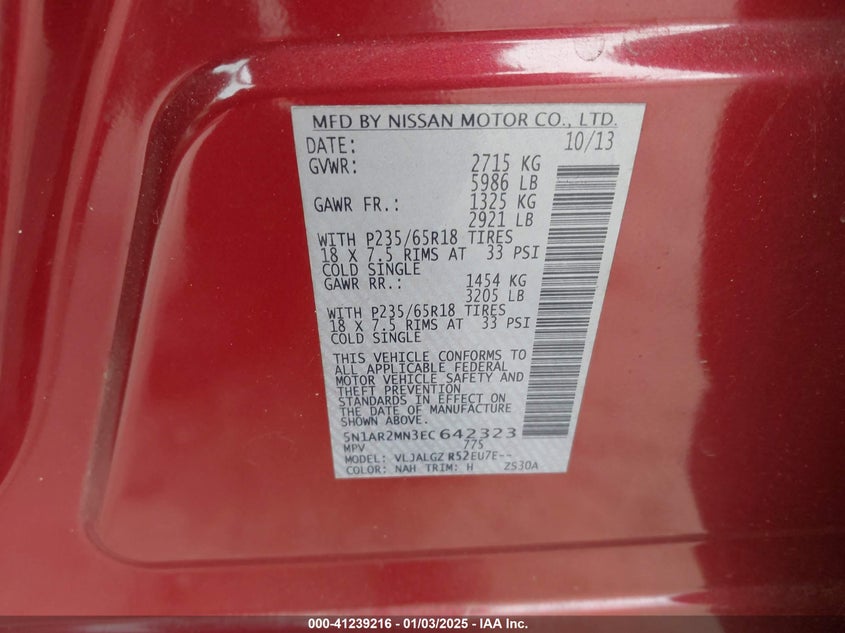 MFD BY NISSAN MOTOR CO., LTD.
DATE: 10/13
GVWR: 2715 KG
5986 LB
GAWR FR.: 1325 KG
2921 LB
WITH P235/65R18 TIRES
18 X 7.5 RIMS AT 33 PSI
COLD SINGLE
GAWR RR.: 1454 KG
3205 LB
WITH P235/65R18 TIRES
18 X 7.5 RIMS AT 33 PSI
COLD SINGLE
THIS VEHICLE CONFORMS TO
ALL APPLICABLE FEDERAL
MOTOR VEHICLE SAFETY AND
THEFT PREVENTION
STANDARDS IN EFFECT ON
THE DATE OF MANUFACTURE
SHOWN ABOVE.
5N1AR2MN3EC 642323
MPV 775
MODEL: VLJALGZ R52EU7E--
COLOR: NAH TRIM: H ZS30A
000-41239216 - 01/03/2025 - © IAA Inc.